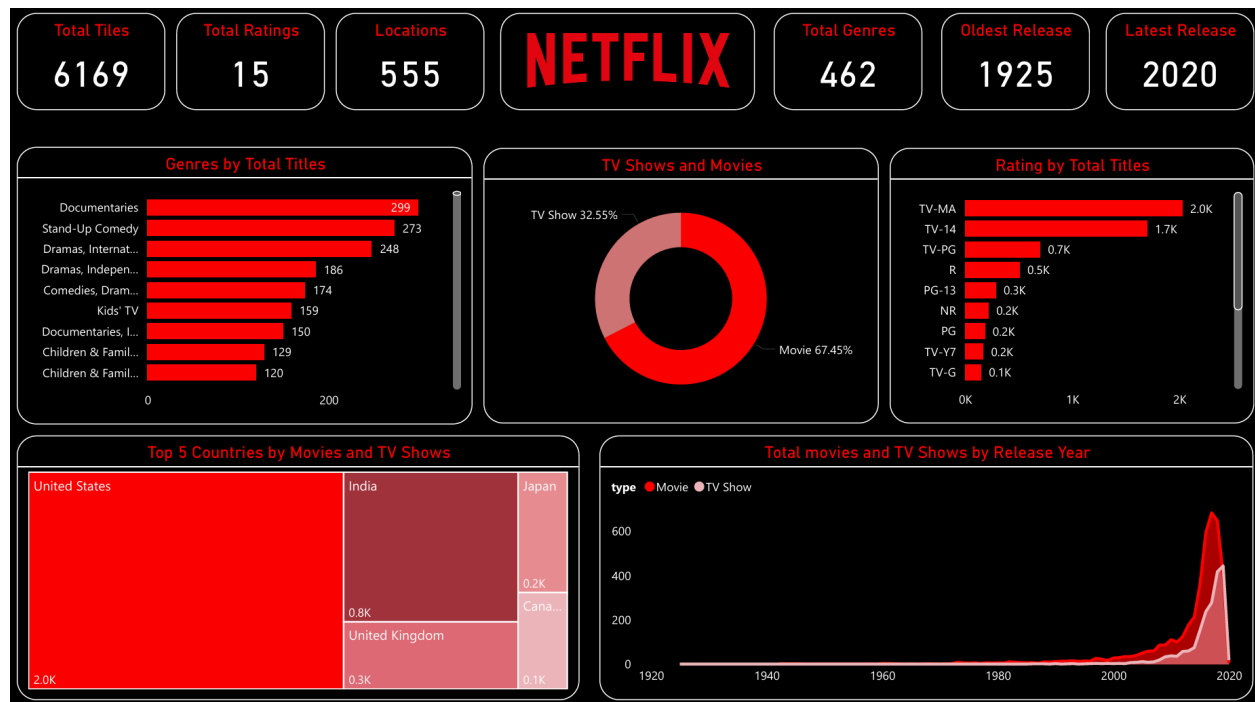 Total Tiles
6169
Total Ratings
15
Locations
555
NETFLIX
Total Genres
462
Oldest Release
1925
Latest Release
2020
Genres by Total Titles
Documentaries 299
Stand-Up Comedy 273
Dramas, Internat... 248
Dramas, Indepen... 186
Comedies, Dram... 174
Kids' TV 159
Documentaries, I... 150
Children & Famil... 129
Children & Famil... 120
0 200
TV Shows and Movies
TV Show 32.55%
Movie 67.45%
Rating by Total Titles
TV-MA 2.0K
TV-14 1.7K
TV-PG 0.7K
R 0.5K
PG-13 0.3K
NR 0.2K
PG 0.2K
TV-Y7 0.2K
TV-G 0.1K
0K 1K 2K
Top 5 Countries by Movies and TV Shows
United States
2.0K
India
0.8K
United Kingdom
0.3K
Japan
0.2K
Cana...
0.1K
Total movies and TV Shows by Release Year
type Movie TV Show
600
400
200
0
1920 1940 1960 1980 2000 2020